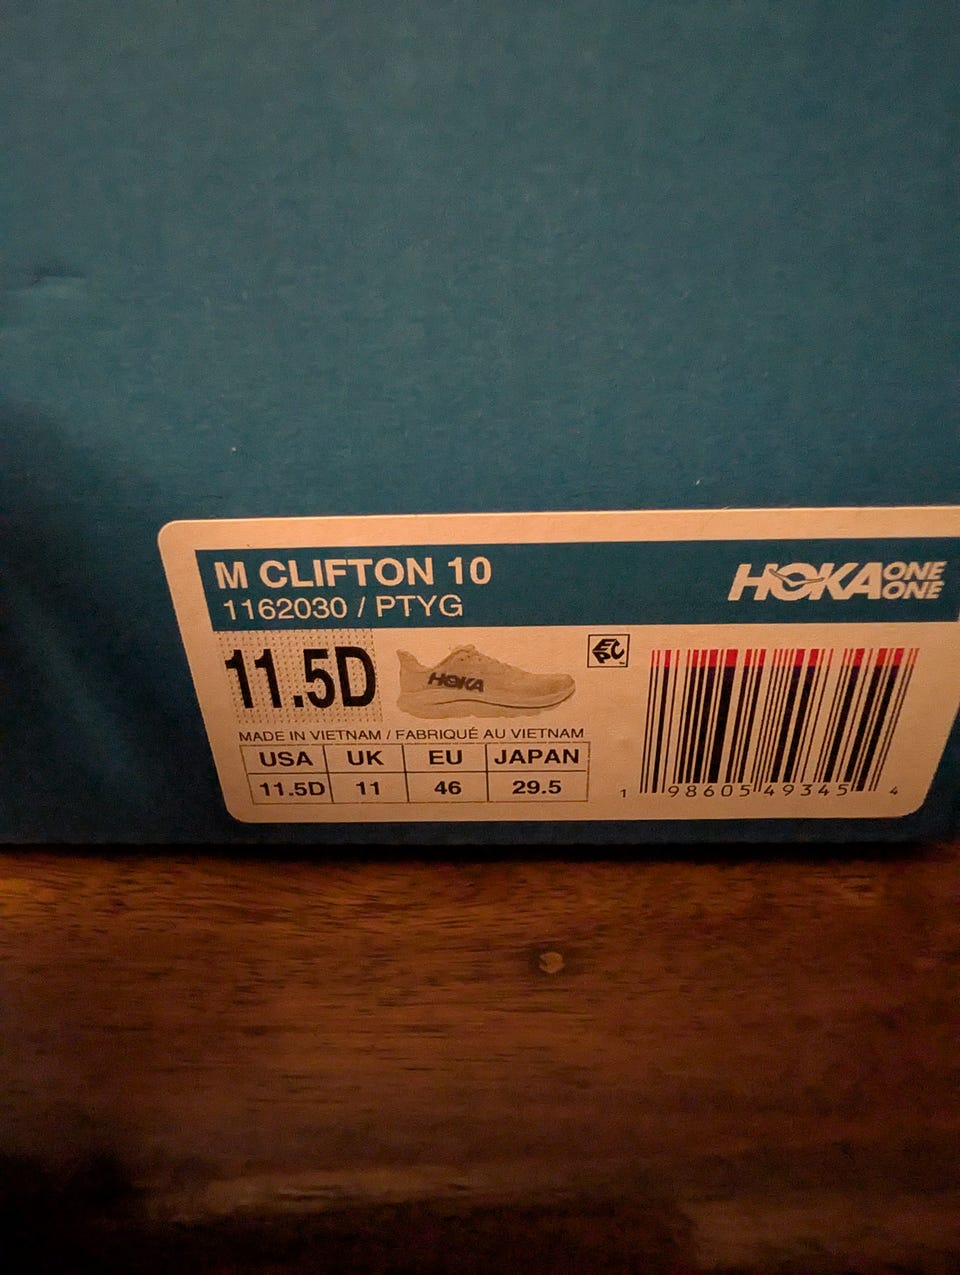 M CLIFTON 10
1162030 / PTYG
HOKA ONE ONE
11.5D
HOKA
MADE IN VIETNAM / FABRIQUÉ AU VIETNAM
USA UK EU JAPAN
11.5D 11 46 29.5
EPC
1 98605 49345 4